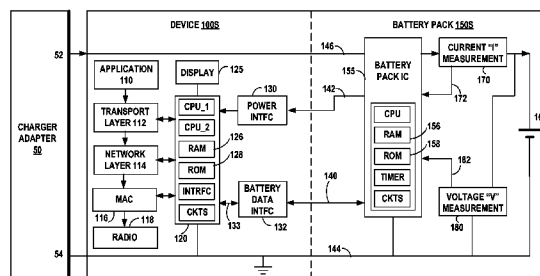 DEVICE 100S
BATTERY PACK 150S
52
146
CHARGER
ADAPTER
50
54
APPLICATION
110
TRANSPORT
LAYER 112
NETWORK
LAYER 114
MAC
116
118
RADIO
DISPLAY
125
CPU_1
CPU_2
RAM
ROM
INTRFC
CKTS
120
126
128
130
POWER
INTFC
BATTERY
DATA
INTFC
133
132
142
140
144
155
BATTERY
PACK IC
CPU
RAM
ROM
TIMER
CKTS
156
158
CURRENT "I"
MEASUREMENT
170
172
182
VOLTAGE "V"
MEASUREMENT
180